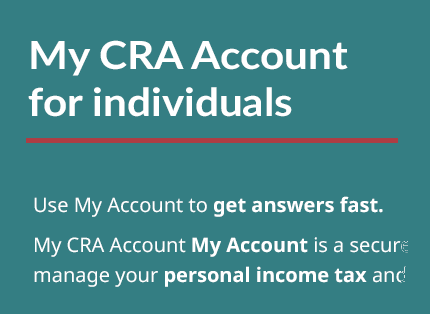 My CRA Account
for individuals
Use My Account to get answers fast.
My CRA Account My Account is a secure
manage your personal income tax and